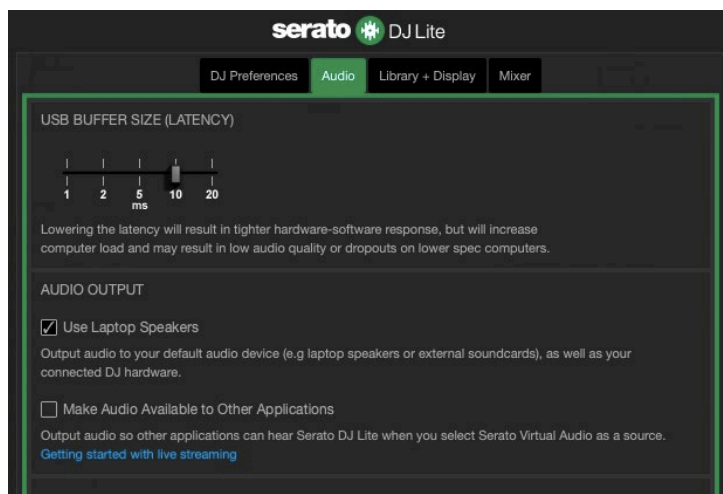 serato DJ Lite
DJ Preferences Audio Library + Display Mixer
USB BUFFER SIZE (LATENCY)
1 2 5 10 20
ms
Lowering the latency will result in tighter hardware-software response, but will increase
computer load and may result in low audio quality or dropouts on lower spec computers.
AUDIO OUTPUT
Use Laptop Speakers
Output audio to your default audio device (e.g laptop speakers or external soundcards), as well as your
connected DJ hardware.
Make Audio Available to Other Applications
Output audio so other applications can hear Serato DJ Lite when you select Serato Virtual Audio as a source.
Getting started with live streaming